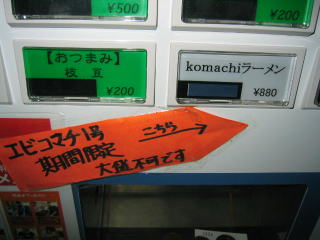 ¥500
¥200
【おつまみ】
枝豆
¥200
komachiラーメン
¥880
エビコマチ1号
期間限定
こちら
大盛不可です